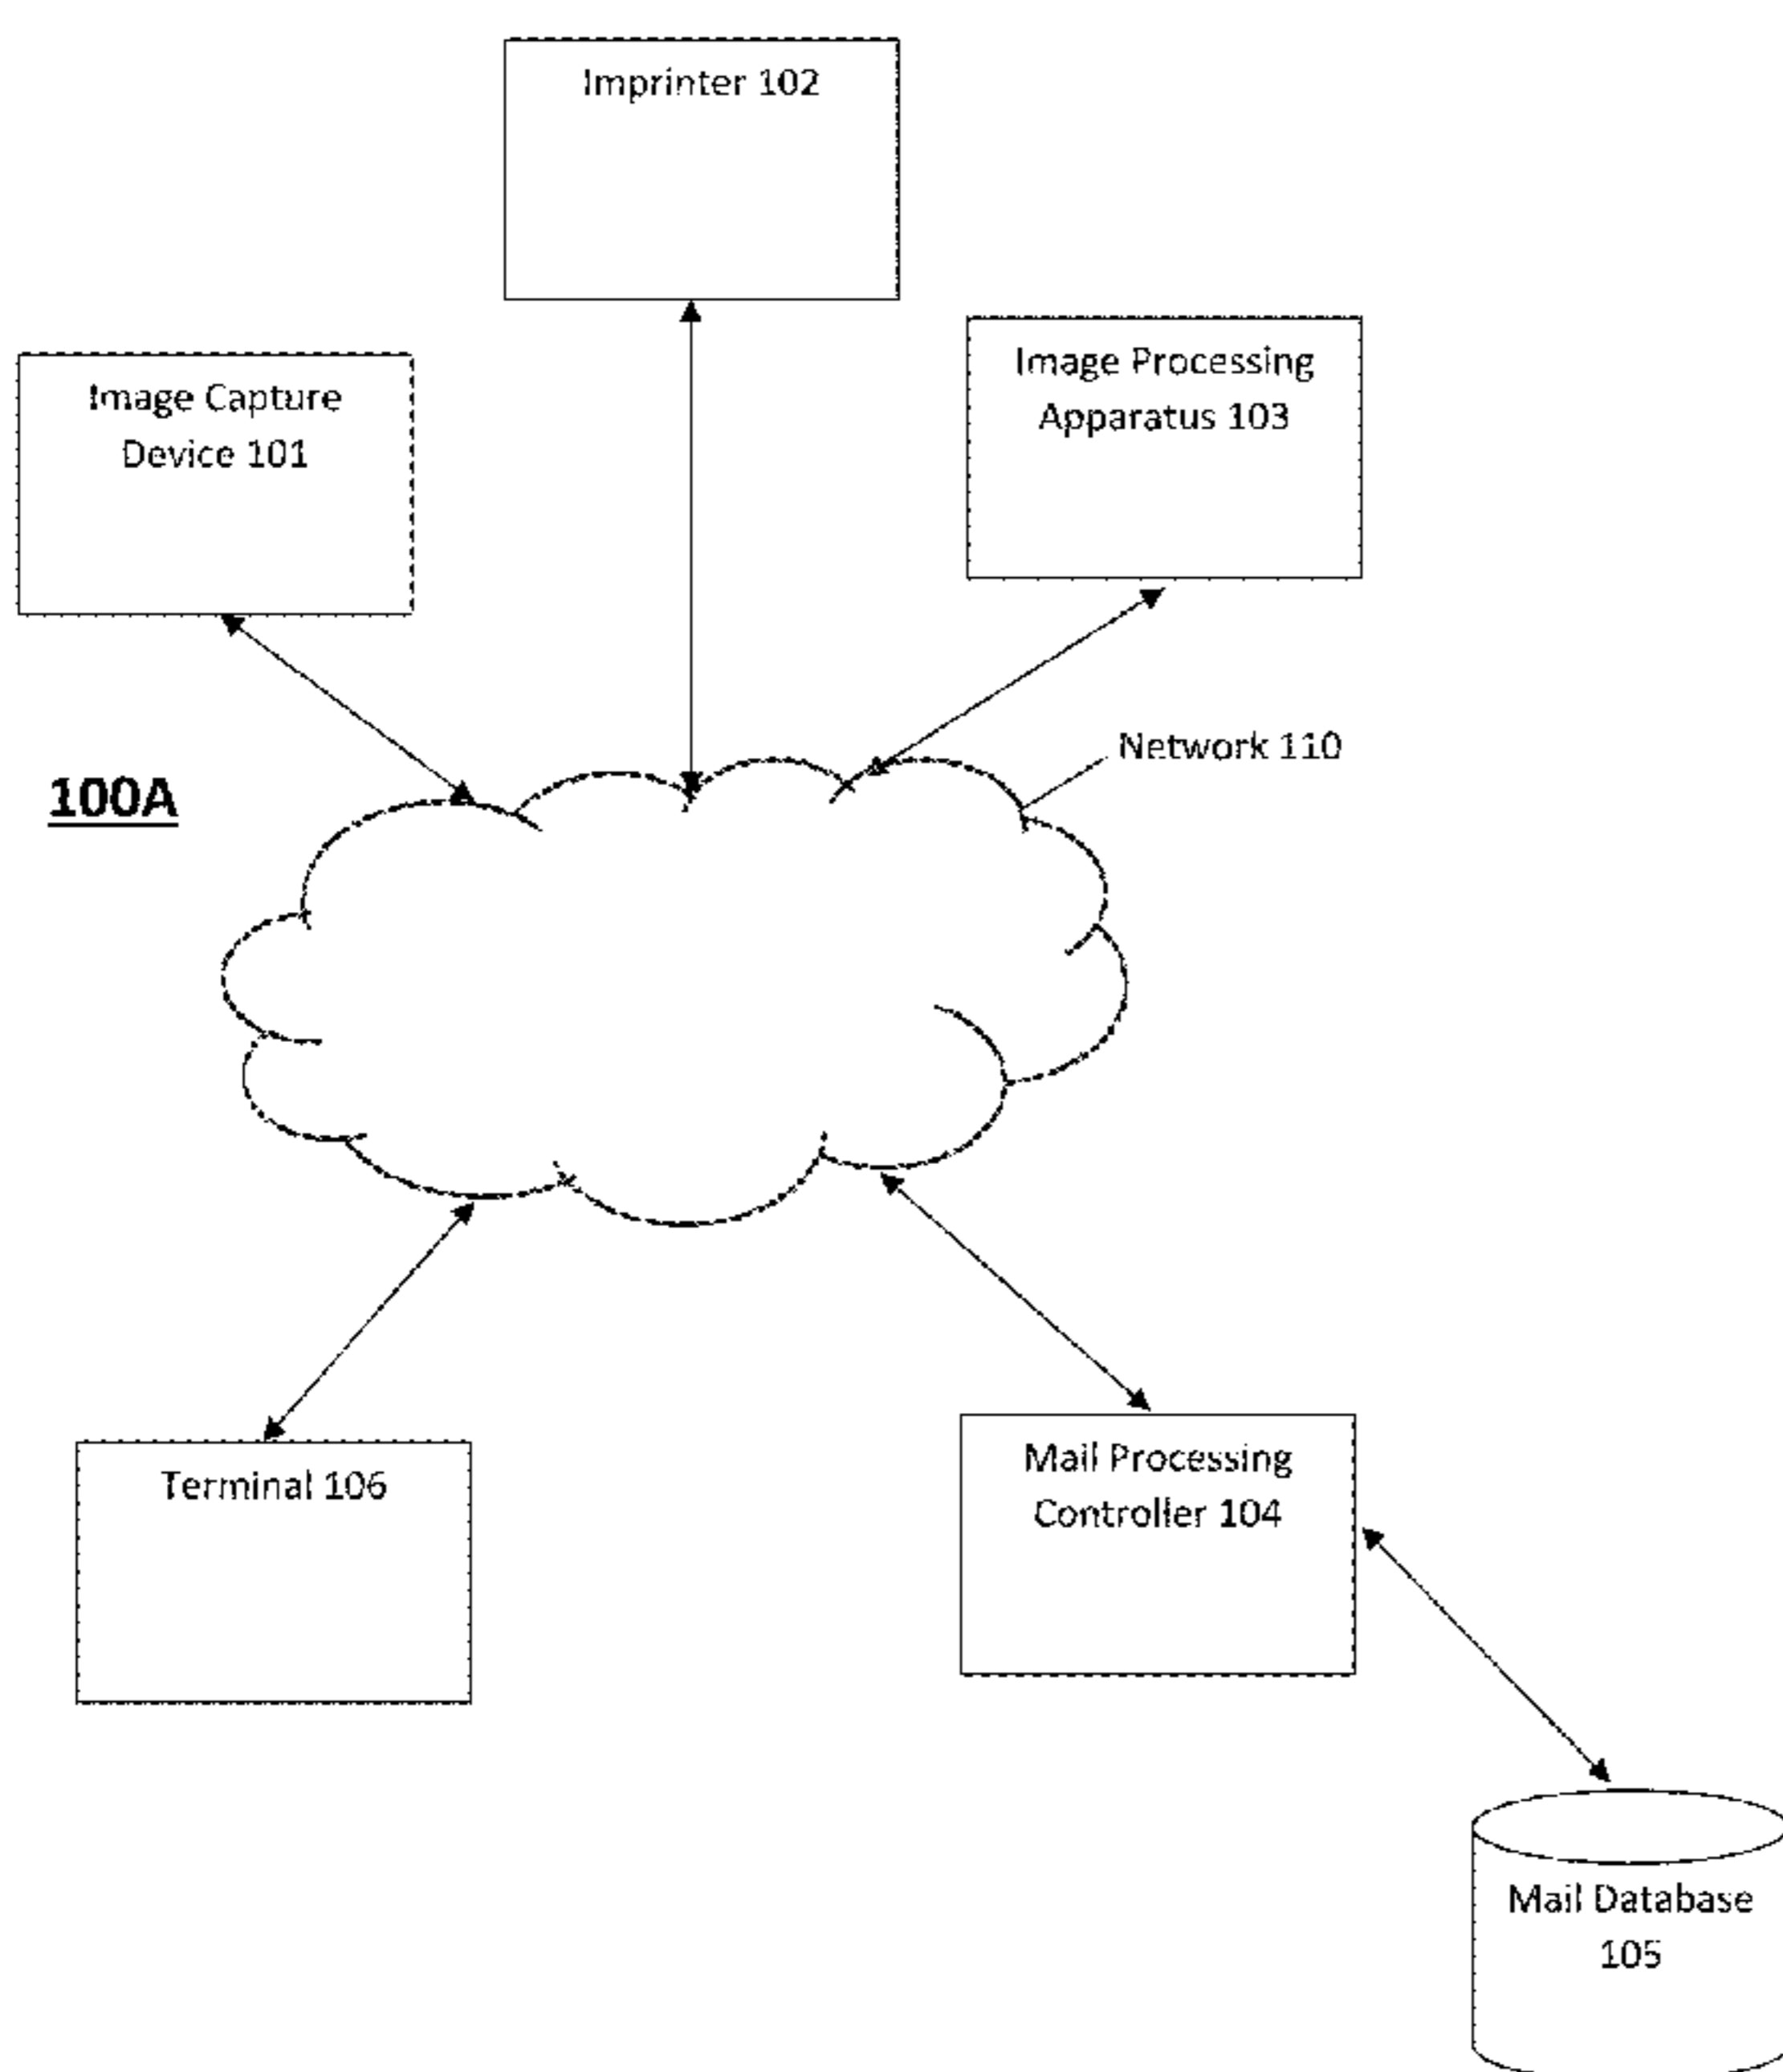 Imprinter 102
Image Processing
Apparatus 103
Image Capture
Device 101
Network 110
100A
Terminal 106
Mail Processing
Controller 104
Mail Database
105